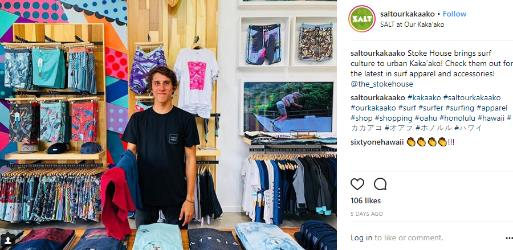 SALT
saltourkakaako • Follow
SALT at Our Kaka'ako
saltourkakaako Stoke House brings surf
culture to urban Kaka'ako! Check them out for
the latest in surf apparel and accessories!
@the_stokehouse
saltourkakaako #kakaako #saltourkakaako
#ourkakaako #surf #surfer #surfing #apparel
#shop #shopping #oahu #honolulu #hawaii #
カカアコ #オアフ #ホノルル #ハワイ
sixtyonehawaii 👏👏👏👏!!!
106 likes
5 DAYS AGO
Log in to like or comment.